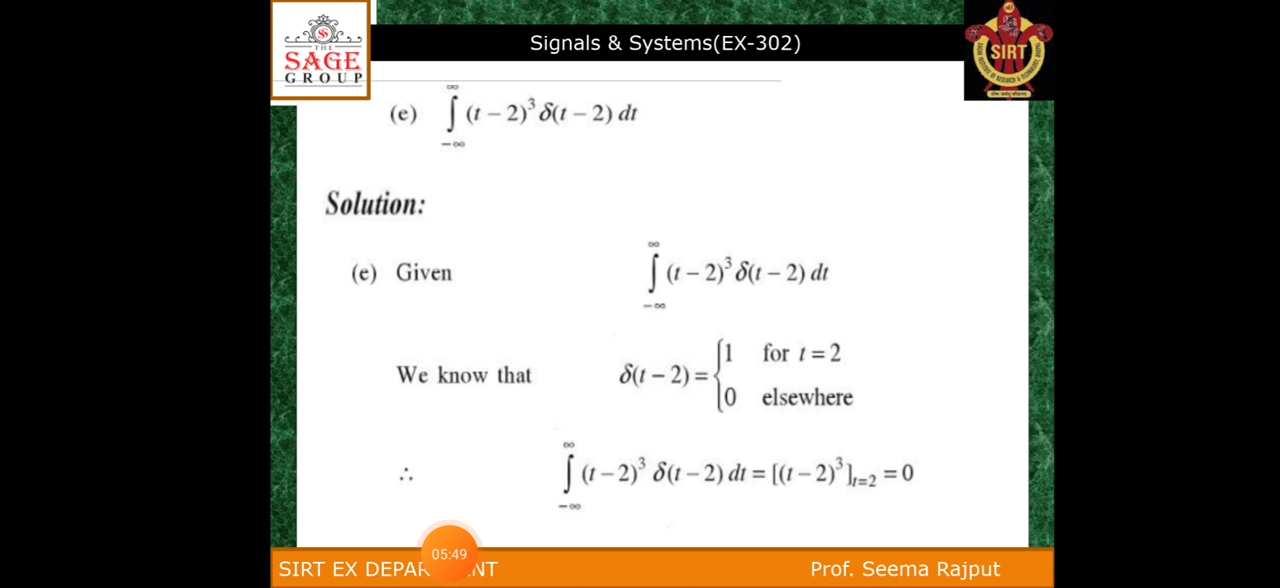 THE
SAGE
GROUP
Signals & Systems(EX-302)
SIRT
(e) ∫_{-∞}^{∞} (t – 2)³ δ(t – 2) dt
Solution:
(e) Given ∫_{-∞}^{∞} (t – 2)³ δ(t – 2) dt
We know that δ(t – 2) = { 1 for t = 2
0 elsewhere
∴ ∫_{-∞}^{∞} (t – 2)³ δ(t – 2) dt = [(t – 2)³]_{t=2} = 0
05:49
SIRT EX DEPAR NT Prof. Seema Rajput